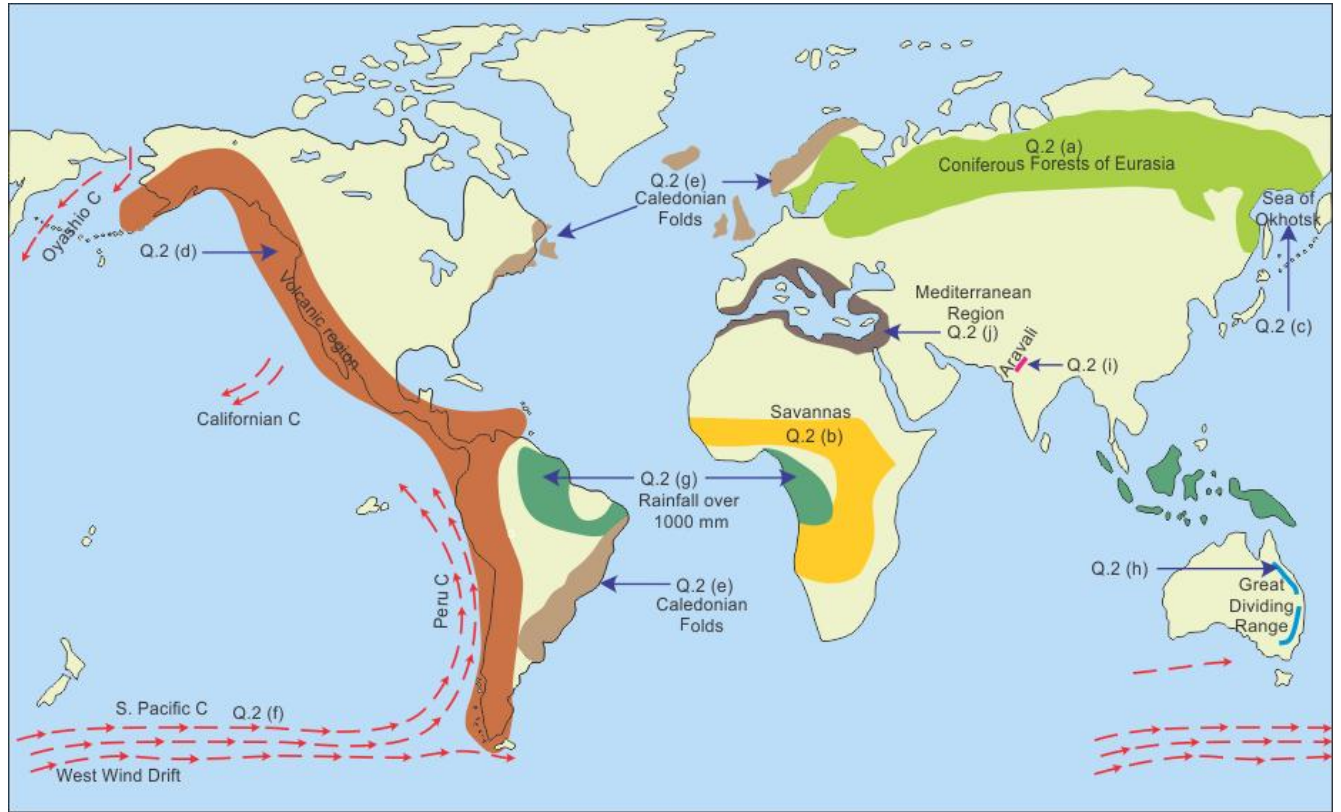 Q.2 (a)
Coniferous Forests of Eurasia
Q.2 (e)
Caledonian
Folds
Sea of
Okhotsk
Oyashio C
Q.2 (d)
Volcanic region
Mediterranean
Region
Q.2 (j)
Q.2 (c)
Aravali
Q.2 (i)
Californian C
Savannas
Q.2 (b)
Q.2 (g)
Rainfall over
1000 mm
Q.2 (h)
Great
Dividing
Range
Q.2 (e)
Caledonian
Folds
Peru C
S. Pacific C
Q.2 (f)
West Wind Drift